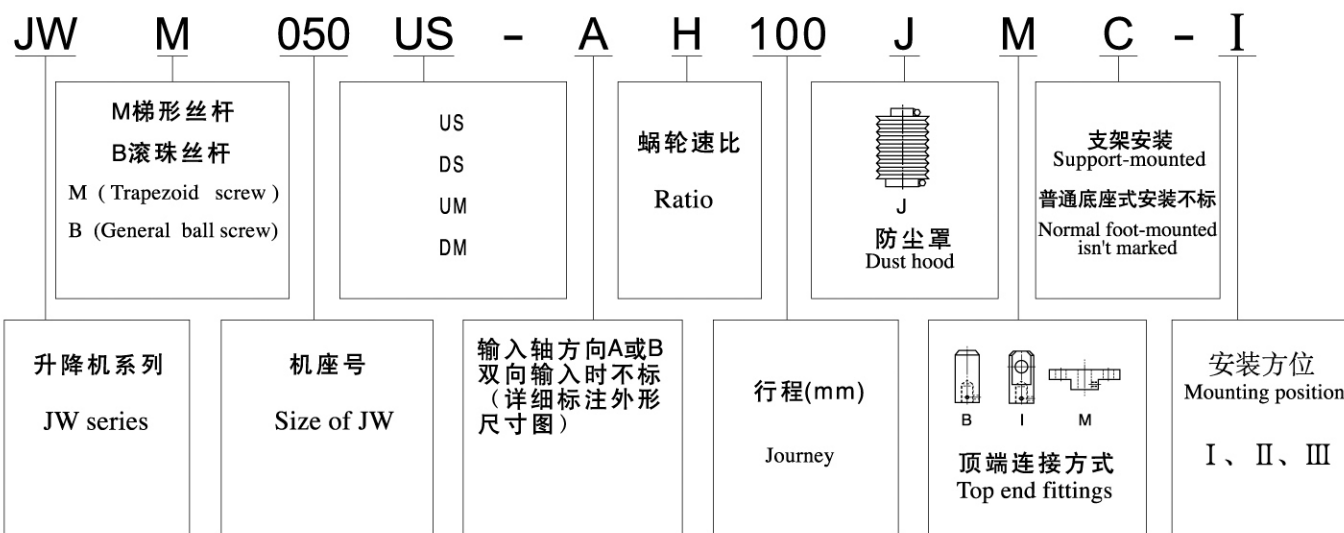 JW M 050 US - A H 100 J M C - I
M梯形丝杆
B滚珠丝杆
M ( Trapezoid screw )
B (General ball screw)
US
DS
UM
DM
蜗轮速比
Ratio
J
防尘罩
Dust hood
支架安装
Support-mounted
普通底座式安装不标
Normal foot-mounted
isn't marked
升降机系列
JW series
机座号
Size of JW
输入轴方向A或B
双向输入时不标
（详细标注外形
尺寸图）
行程(mm)
Journey
B I M
顶端连接方式
Top end fittings
安装方位
Mounting position
Ⅰ、Ⅱ、Ⅲ